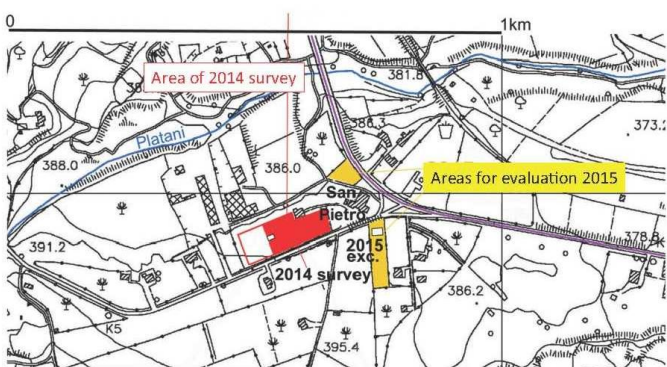 0
1km
Area of 2014 survey
381.8
386.3
373.2
Platani
388.0
386.0
Areas for evaluation 2015
San
Pietro
378.8
391.2
2015
exc.
2014 survey
386.2
K5
395.4